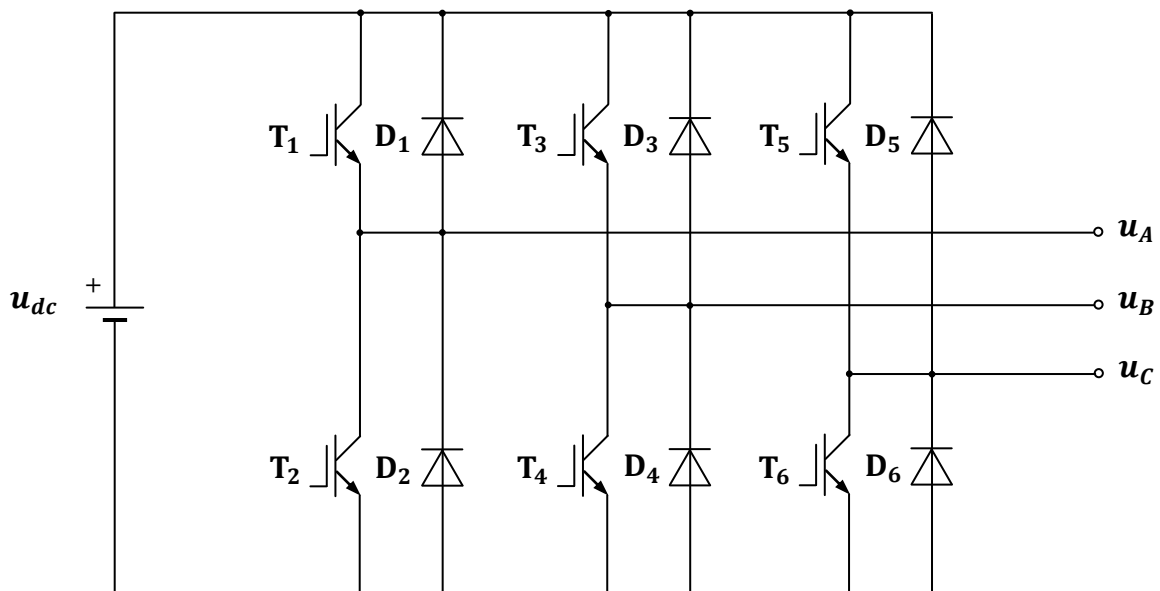 T₁ D₁ T₃ D₃ T₅ D₅
u_A
+
u_dc
u_B
u_C
T₂ D₂ T₄ D₄ T₆ D₆